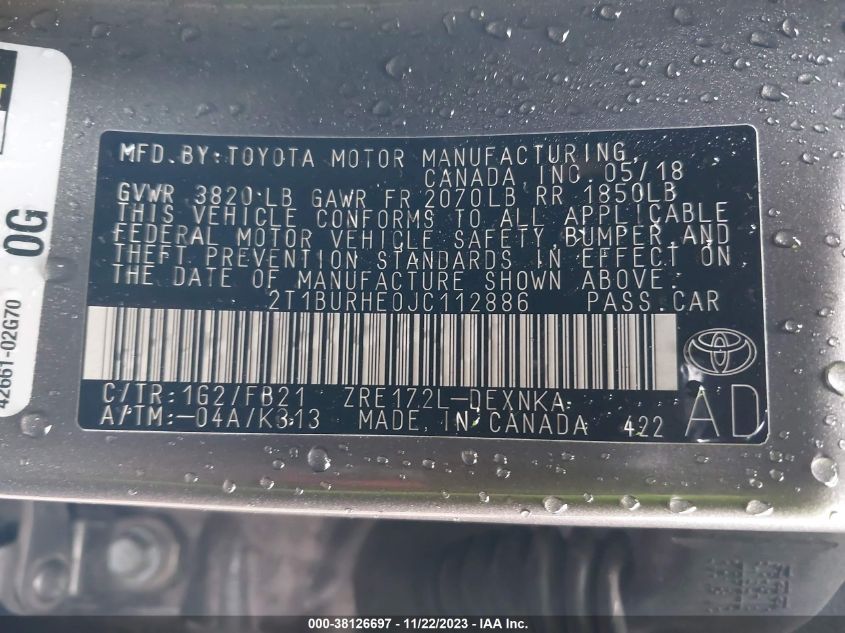 MFD.BY:TOYOTA MOTOR MANUFACTURING,
CANADA INC 05/18
GVWR 3820 LB GAWR FR 2070LB RR 1850LB
THIS VEHICLE CONFORMS TO ALL APPLICABLE
FEDERAL MOTOR VEHICLE SAFETY, BUMPER, AND
THEFT PREVENTION STANDARDS IN EFFECT ON
THE DATE OF MANUFACTURE SHOWN ABOVE.
2T1BURHE0JC112886 PASS.CAR
C/TR:1G2/FB21 ZRE172L-DEXNKA
A/TM:-04A/K313 MADE IN CANADA 422 AD
0G
42661-02G70
000-38126697 - 11/22/2023 - IAA Inc.